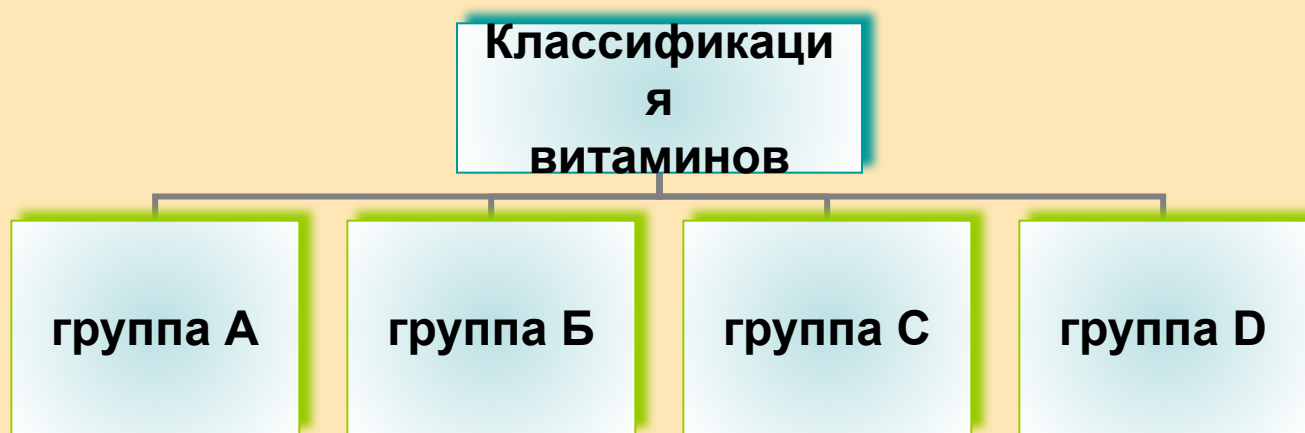 Классификаци
я
витаминов
группа А
группа Б
группа С
группа D